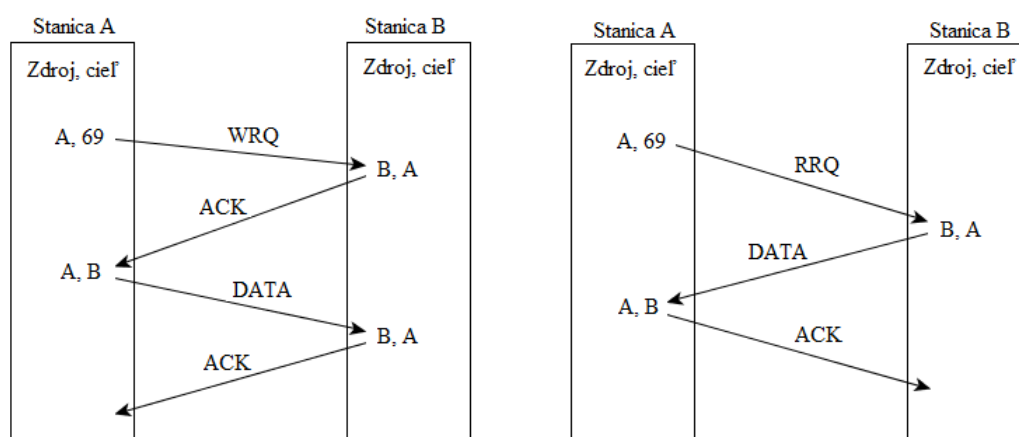 Stanica A
Stanica B
Zdroj, cieľ
Zdroj, cieľ
A, 69
WRQ
B, A
ACK
A, B
DATA
B, A
ACK
Stanica A
Stanica B
Zdroj, cieľ
Zdroj, cieľ
A, 69
RRQ
B, A
DATA
A, B
ACK